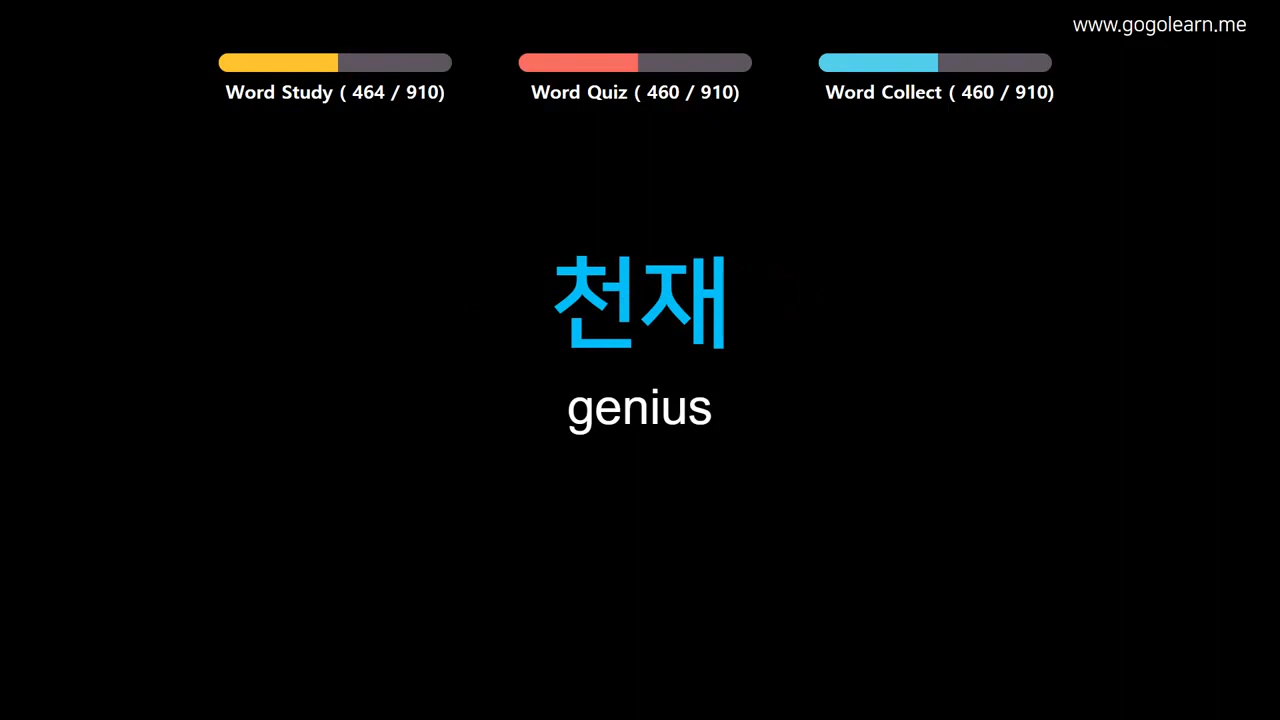 www.gogolearn.me
Word Study ( 464 / 910)
Word Quiz ( 460 / 910)
Word Collect ( 460 / 910)
천재
genius